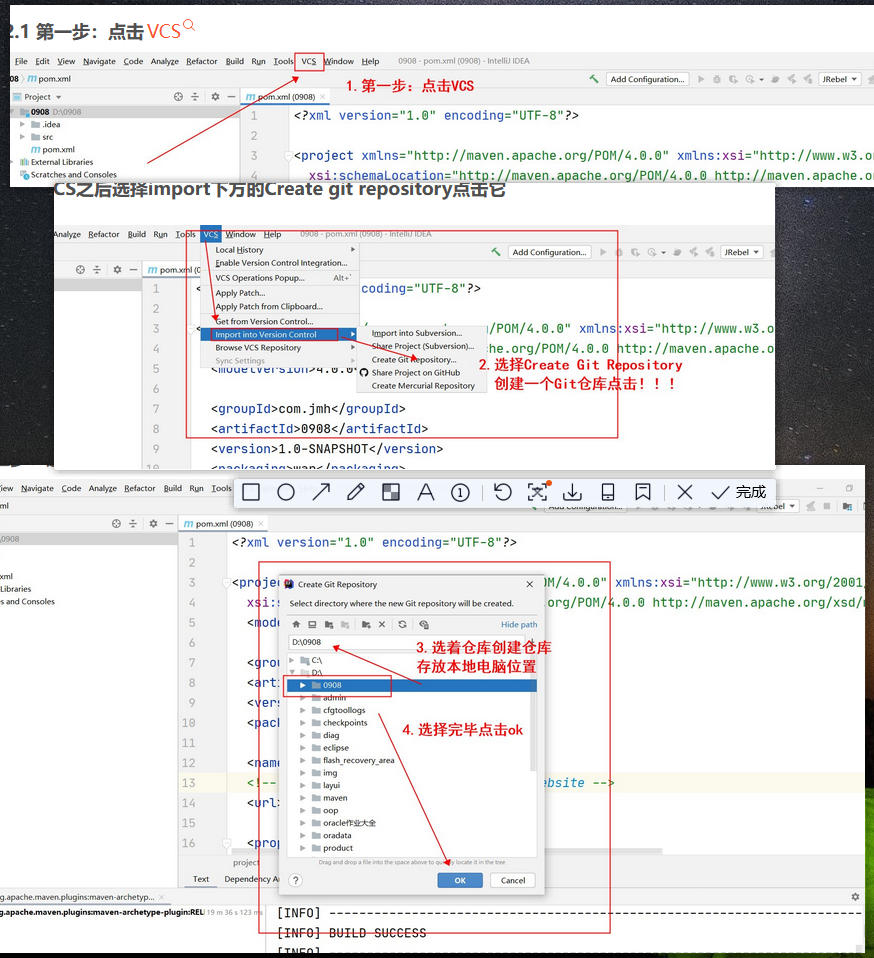 2.1 第一步：点击VCS
File Edit View Navigate Code Analyze Refactor Build Run Tools VCS Window Help 0908 - pom.xml - IntelliJ IDEA
08 pom.xml
Add Configuration... JRebel
1. 第一步：点击VCS
Project
pom.xml (0908)
0908 D:\0908
.idea
src
pom.xml
External Libraries
Scratches and Consoles
1 <?xml version="1.0" encoding="UTF-8"?>
2
3 <project xmlns="http://maven.apache.org/POM/4.0.0" xmlns:xsi="http://www.w3.o
4 xsi:schemaLocation="http://maven.apache.org/POM/4.0.0 http://maven.apache.o
CS之后选择import下方的Create git repository点击它
Analyze Refactor Build Run Tools VCS Window Help 0908 - pom.xml (0908) - IntelliJ IDEA
Add Configuration... JRebel
pom.xml (0
Local History
Enable Version Control Integration...
VCS Operations Popup... Alt+`
Apply Patch...
Apply Patch from Clipboard...
Get from Version Control...
Import into Version Control
Browse VCS Repository
Sync Settings
Import into Subversion...
Share Project (Subversion)...
Create Git Repository...
Share Project on GitHub
Create Mercurial Repository
1 coding="UTF-8"?>
2
3 /POM/4.0.0" xmlns:xsi="http://www.w3.o
4 .org/POM/4.0.0 http://maven.apache.o
5 <modelVersion>4.0.0
6
7 <groupId>com.jmh</groupId>
8 <artifactId>0908</artifactId>
9 <version>1.0-SNAPSHOT</version>
10 <packaging>war</packaging>
2. 选择Create Git Repository
创建一个Git仓库点击！！！
iew Navigate Code Analyze Refactor Build Run Tools
完成
ml
Add Configuration... JRebel
pom.xml (0908)
\0908
xml
Libraries
es and Consoles
1 <?xml version="1.0" encoding="UTF-8"?>
2
3 <proje OM/4.0.0" xmlns:xsi="http://www.w3.org/2001/
4 xsi:s org/POM/4.0.0 http://maven.apache.org/xsd/m
5 <mode
6
7 <grou
8 <arti
9 <vers
10 <pack
11
12 <name
13 <!-- ebsite -->
14 <url>
15
16 <prop
Create Git Repository
Select directory where the new Git repository will be created.
Hide path
D:\0908
C:\
D:\
0908
admin
cfgtoollogs
checkpoints
diag
eclipse
flash_recovery_area
img
layui
maven
oop
oracle作业大全
oradata
product
Drag and drop a file into the space above to quickly locate it in the tree
? OK Cancel
3. 选着仓库创建仓库
存放本地电脑位置
4. 选择完毕点击ok
project
Text Dependency An
g.apache.maven.plugins:maven-archetyp...
g.apache.maven.plugins:maven-archetype-plugin:REL 19 m 36 s 123 ms
[INFO] ------------------------------------------------------------------------
[INFO] BUILD SUCCESS
[INFO]